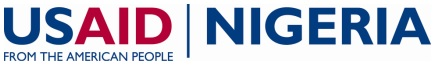 USAID | NIGERIA
FROM THE AMERICAN PEOPLE